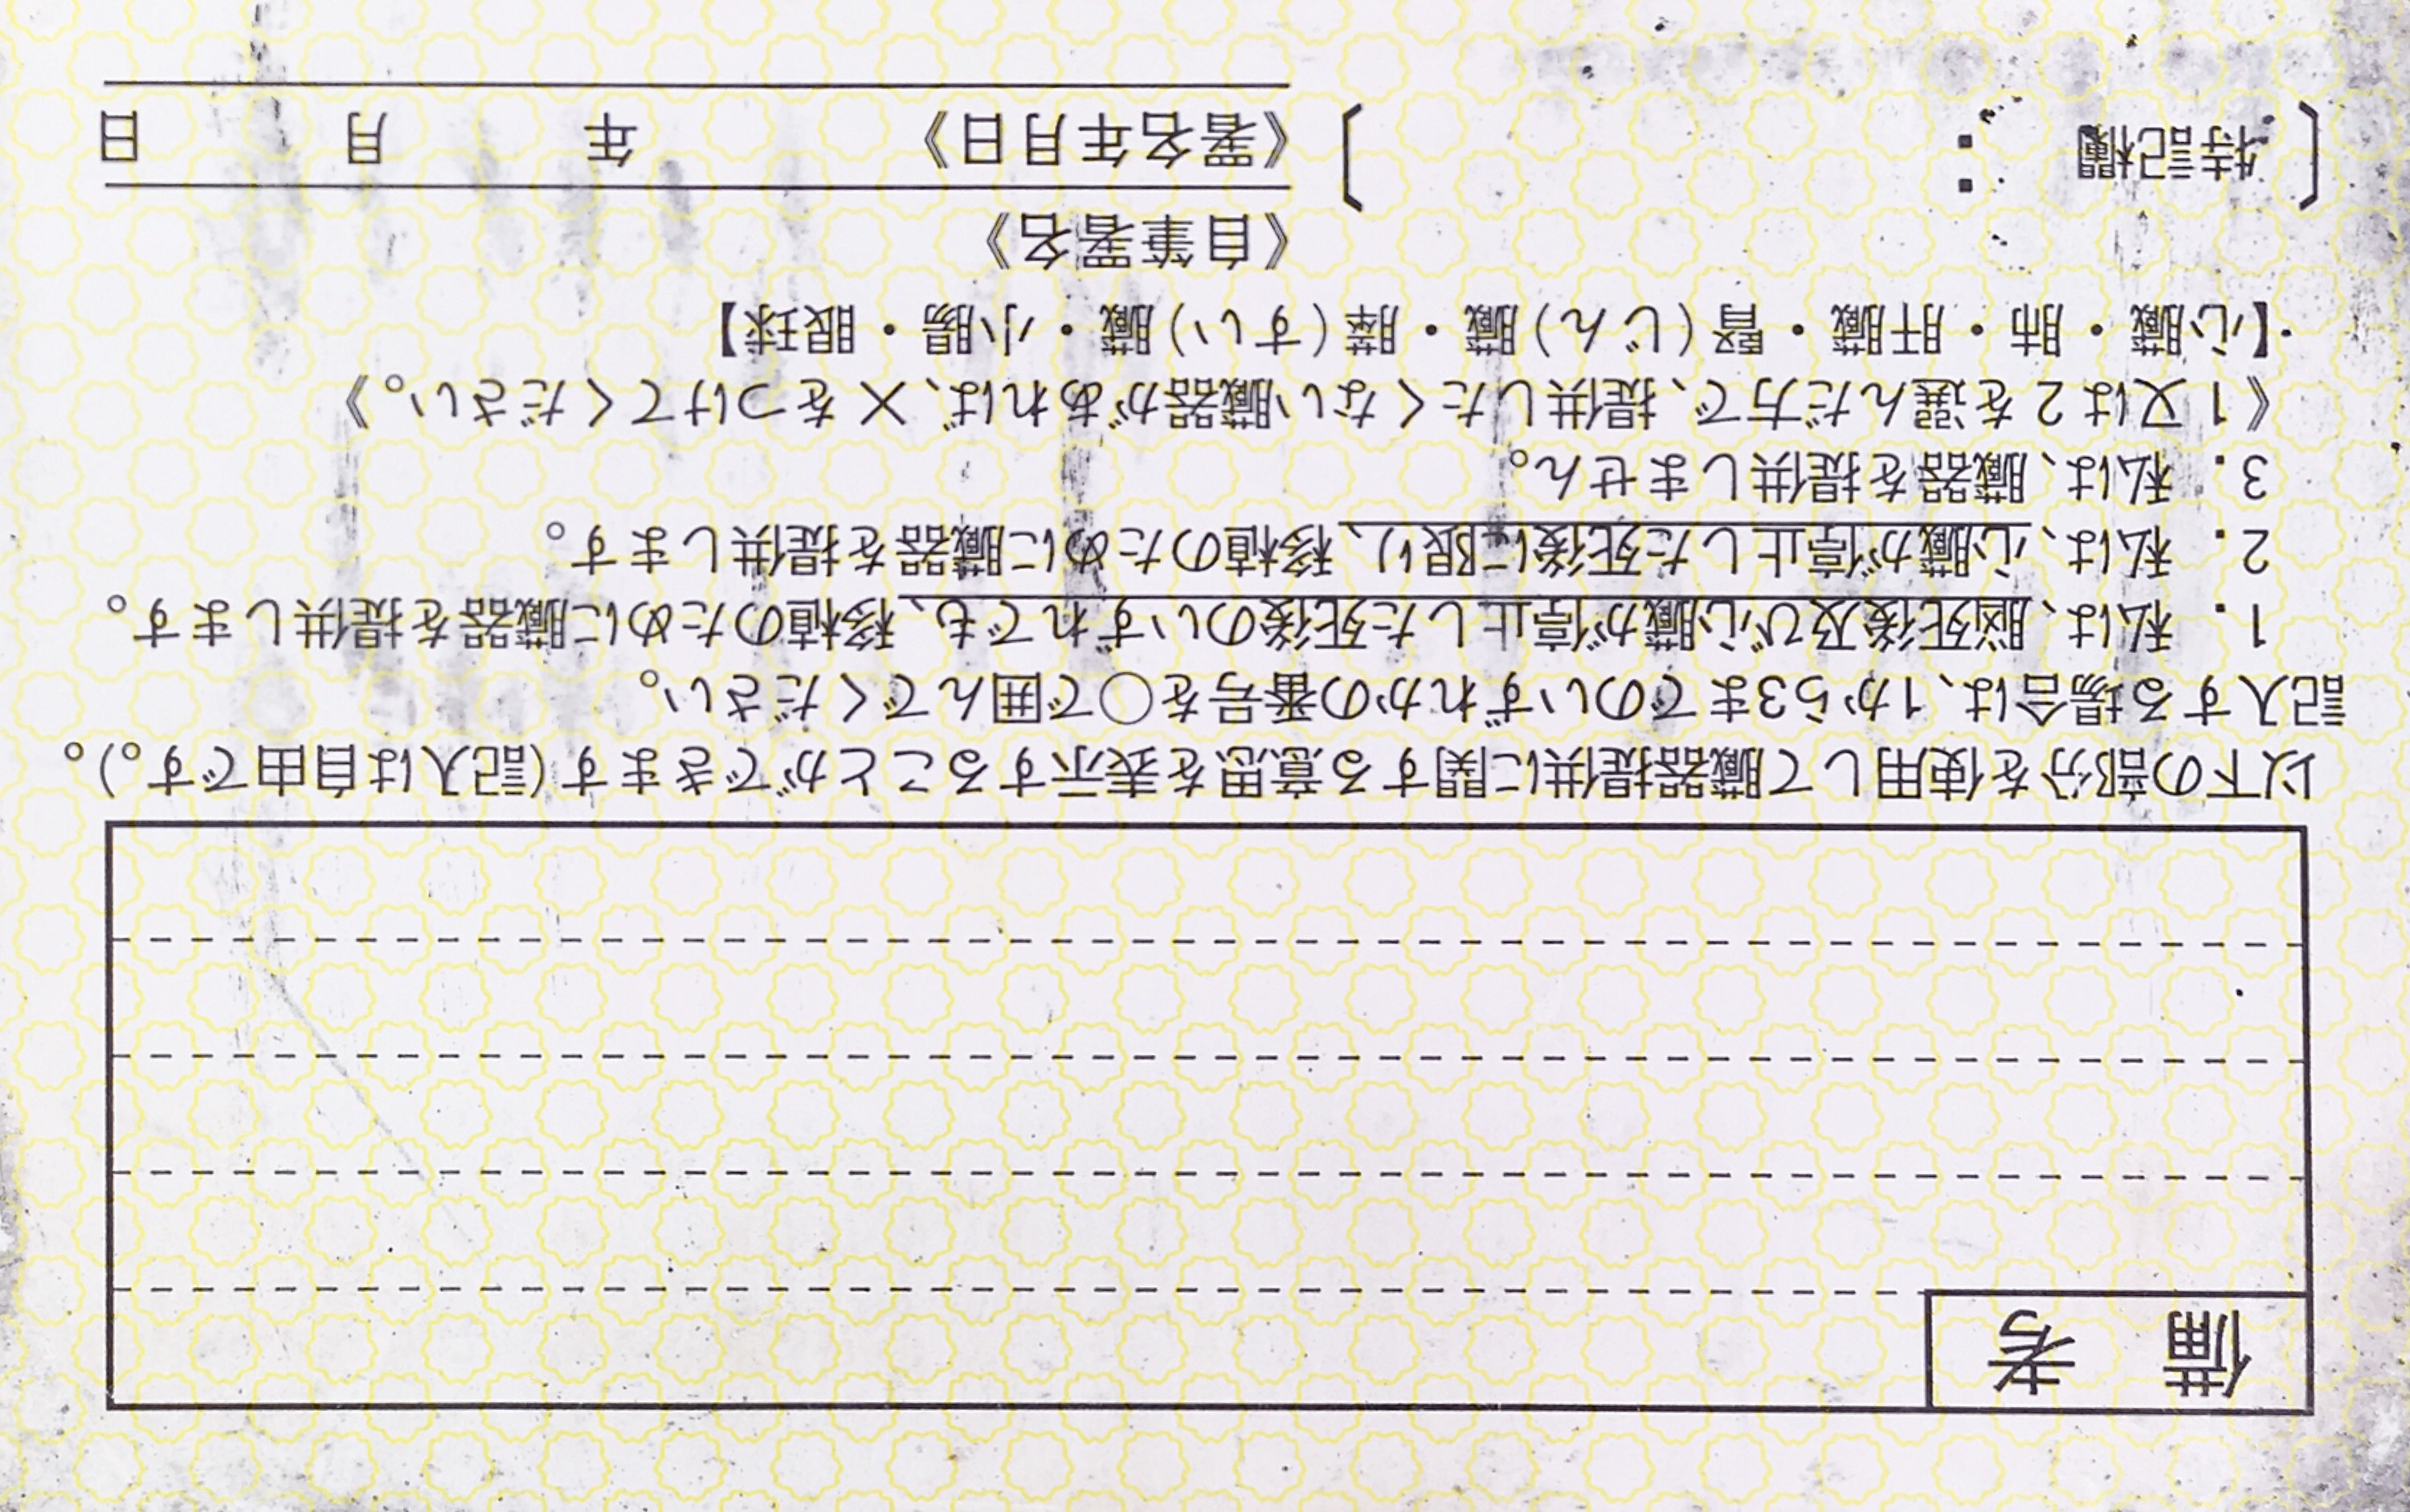 備　考
以下の部分を使用して臓器提供に関する意思を表示することができます(記入は自由です。)。
記入する場合は、1から3までのいずれかの番号を○で囲んでください。
1. 私は、脳死後及び心臓が停止した死後のいずれでも、移植のために臓器を提供します。
2. 私は、心臓が停止した死後に限り、移植のために臓器を提供します。
3. 私は、臓器を提供しません。
《1又は2を選んだ方で、提供したくない臓器があれば、×をつけてください。》
【心臓・肺・肝臓・腎(じん)臓・膵(すい)臓・小腸・眼球】
〔特記欄：　　　〕
《自筆署名》
《署名年月日》　年　月　日